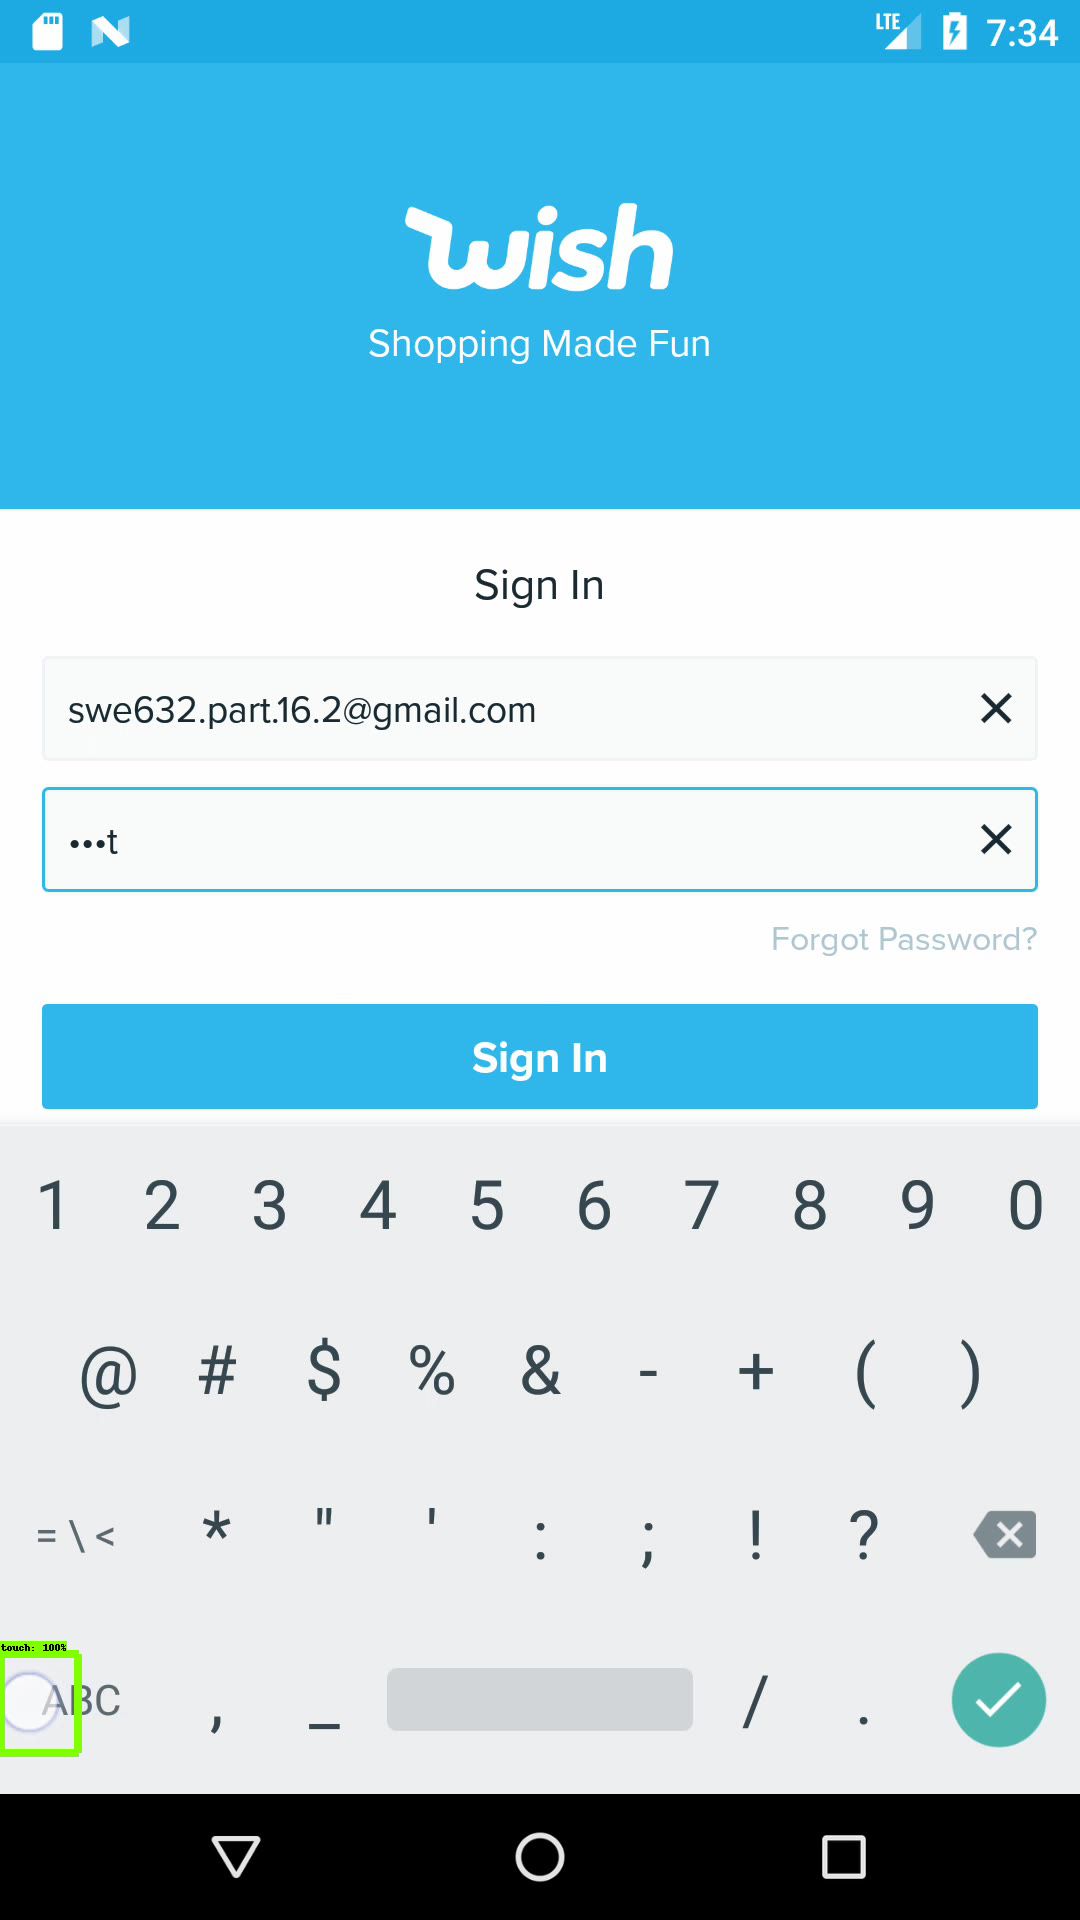 LTE 7:34
wish
Shopping Made Fun
Sign In
swe632.part.16.2@gmail.com
•••t
Forgot Password?
Sign In
1 2 3 4 5 6 7 8 9 0
@ # $ % & - + ( )
= \ < * " ' : ; ! ?
touch: 100%
ABC , _ / .